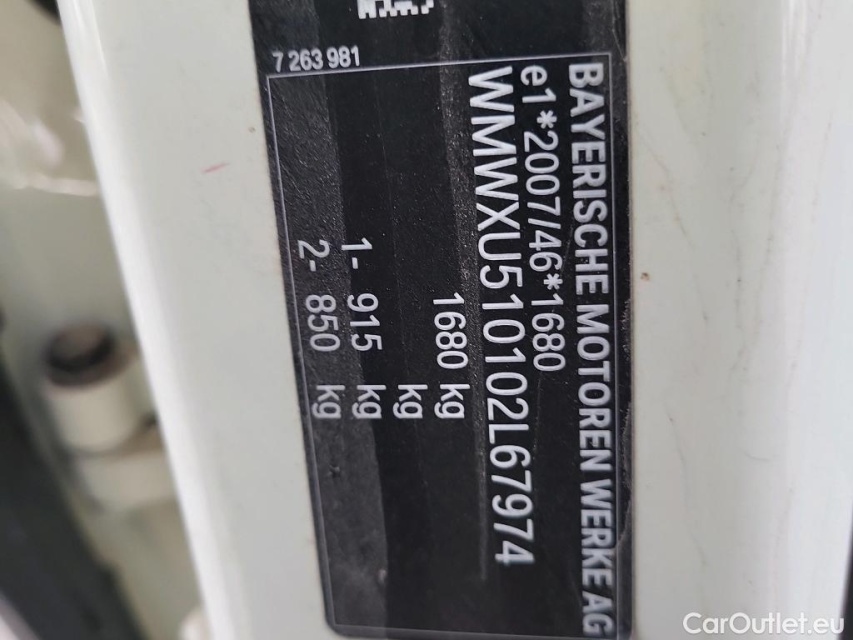 BAYERISCHE MOTOREN WERKE AG
e1*2007/46*1680
WMWXU510102L67974
1680 kg
kg
1- 915 kg
2- 850 kg
7 263 981
CarOutlet.eu